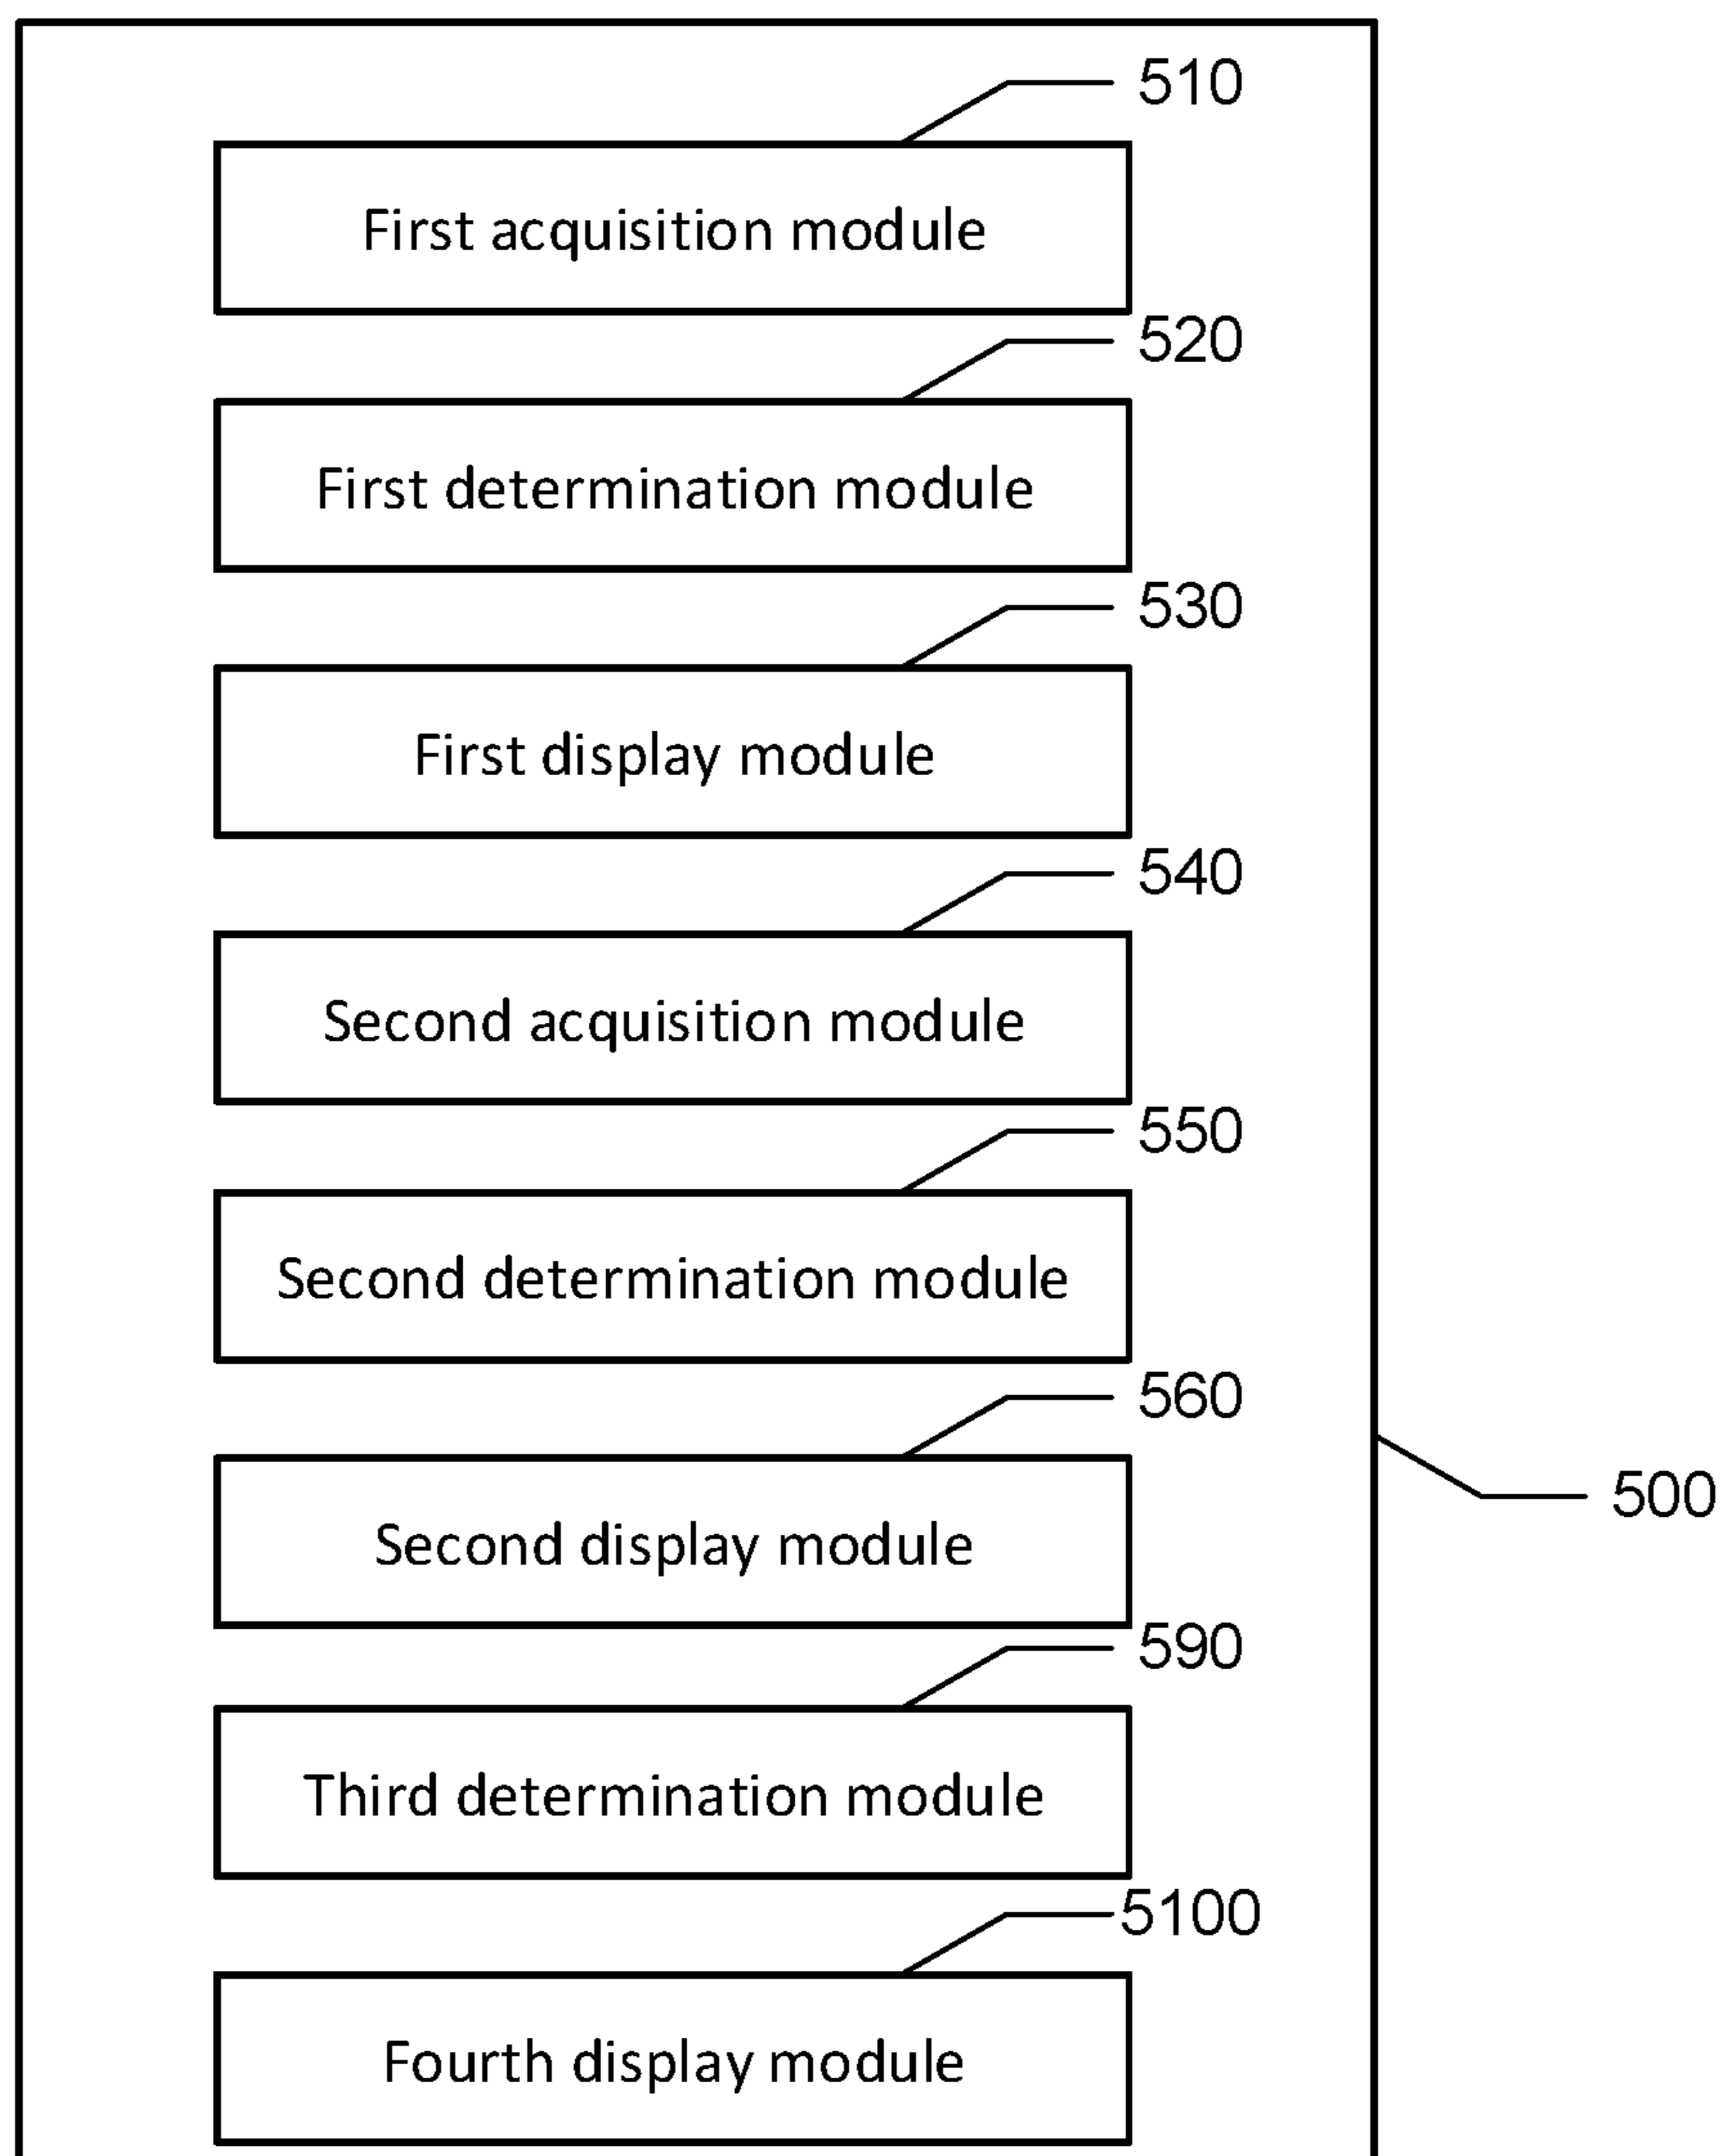 510
First acquisition module
520
First determination module
530
First display module
540
Second acquisition module
550
Second determination module
560
Second display module
500
590
Third determination module
5100
Fourth display module